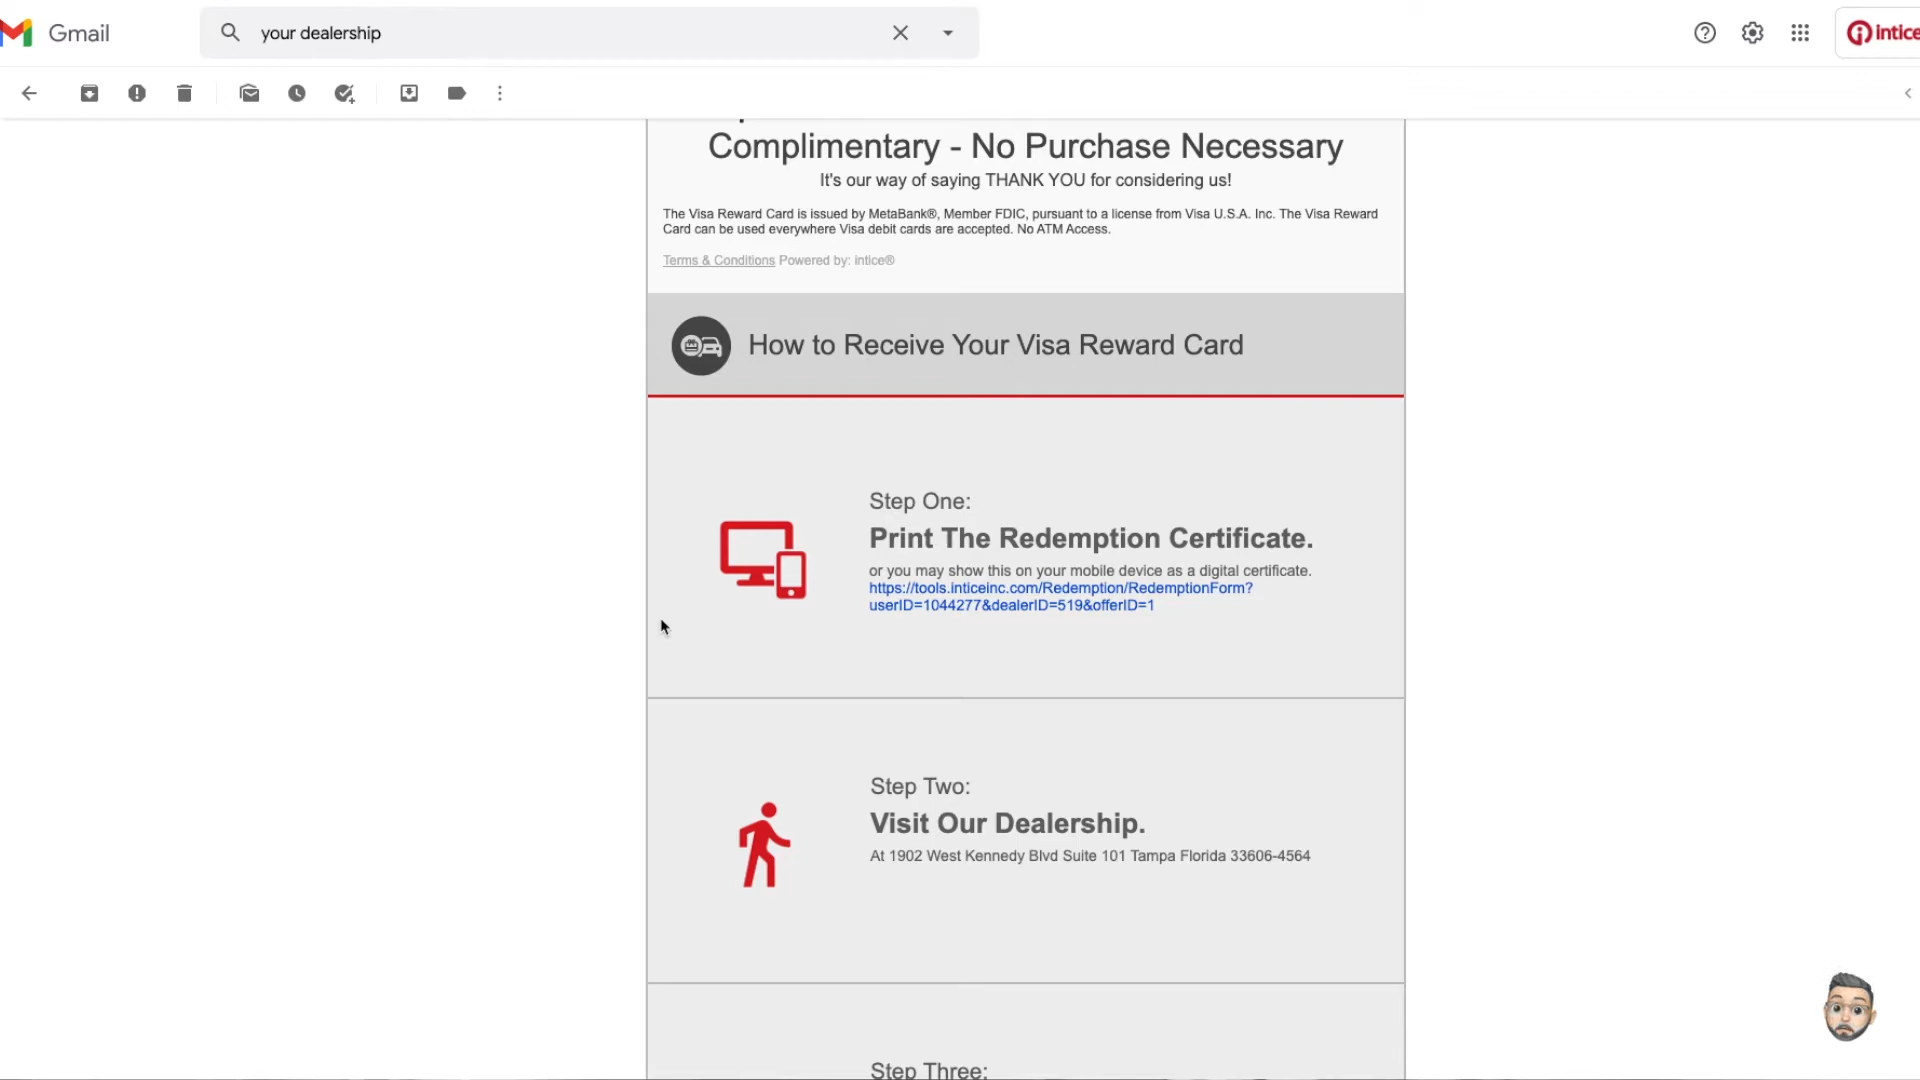 Gmail
your dealership
intice
Complimentary - No Purchase Necessary
It's our way of saying THANK YOU for considering us!
The Visa Reward Card is issued by MetaBank®, Member FDIC, pursuant to a license from Visa U.S.A. Inc. The Visa Reward
Card can be used everywhere Visa debit cards are accepted. No ATM Access.
Terms & Conditions Powered by: intice®
How to Receive Your Visa Reward Card
Step One:
Print The Redemption Certificate.
or you may show this on your mobile device as a digital certificate.
https://tools.inticeinc.com/Redemption/RedemptionForm?
userID=1044277&dealerID=519&offerID=1
Step Two:
Visit Our Dealership.
At 1902 West Kennedy Blvd Suite 101 Tampa Florida 33606-4564
Step Three: